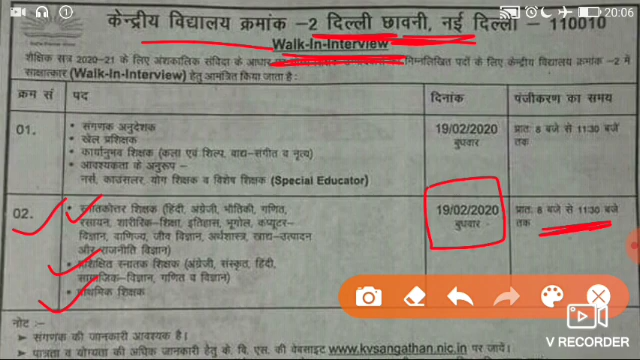 20:06
केन्द्रीय विद्यालय क्रमांक -2 दिल्ली छावनी, नई दिल्ली - 110010
Walk-In-Interview
शैक्षिक सत्र 2020-21 के लिए अंशकालिक संविदा के आधार निम्नलिखित पदों के लिए केन्द्रीय विद्यालय क्रमांक -2 में
साक्षात्कार (Walk-In-Interview) हेतु आमंत्रित किया जाता है :
क्रम सं पद दिनांक पंजीकरण का समय
01. • संगणक अनुदेशक 19/02/2020 प्रातः 8 बजे से 11:30 बजे
• खेल प्रशिक्षक बुधवार तक
• कार्यानुभव शिक्षक (कला एवं शिल्प, वाद्य-संगीत व नृत्य)
• आवश्यकता के अनुरूप -
नर्स, काउंसलर, योग शिक्षक व विशेष शिक्षक (Special Educator)
02. • स्नातकोत्तर शिक्षक (हिंदी, अंग्रेजी, भौतिकी, गणित, 19/02/2020 प्रातः 8 बजे से 11:30 बजे
रसायन, शारीरिक-शिक्षा, इतिहास, भूगोल, कंप्यूटर- बुधवार तक
विज्ञान, वाणिज्य, जीव विज्ञान, अर्थशास्त्र, खाद्य-उत्पादन
और राजनीति विज्ञान)
• प्रशिक्षित स्नातक शिक्षक (अंग्रेजी, संस्कृत, हिंदी,
सामाजिक-विज्ञान, गणित व विज्ञान)
• प्राथमिक शिक्षक
नोट :-
➤ संगणक की जानकारी आवश्यक है।
➤ पात्रता व योग्यता की अधिक जानकारी हेतु के. वि. एस. की वेबसाइट www.kvsangathan.nic.in पर जायें।
V RECORDER